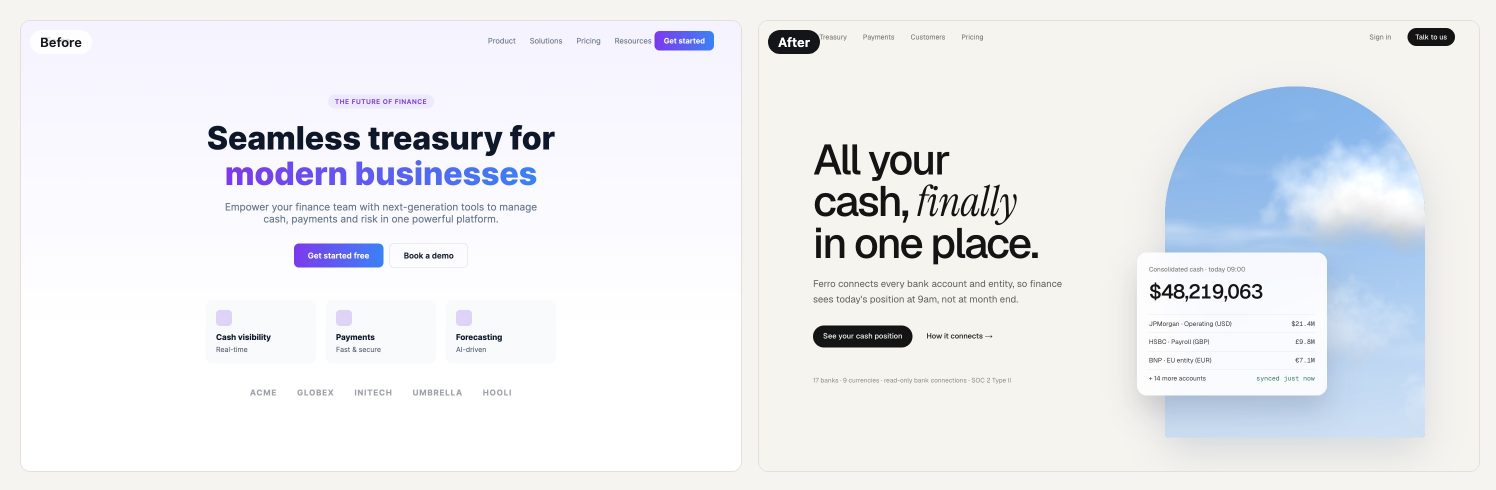 Before
Product Solutions Pricing Resources Get started
THE FUTURE OF FINANCE
Seamless treasury for
modern businesses
Empower your finance team with next-generation tools to manage
cash, payments and risk in one powerful platform.
Get started free Book a demo
Cash visibility
Real-time
Payments
Fast & secure
Forecasting
AI-driven
ACME GLOBEX INITECH UMBRELLA HOOLI
After
Treasury Payments Customers Pricing Sign in Talk to us
All your
cash, finally
in one place.
Ferro connects every bank account and entity, so finance
sees today's position at 9am, not at month end.
See your cash position How it connects →
17 banks · 9 currencies · read-only bank connections · SOC 2 Type II
Consolidated cash · today 09:00
$48,219,063
JPMorgan · Operating (USD) $21.4M
HSBC · Payroll (GBP) £9.8M
BNP · EU entity (EUR) €7.1M
+ 14 more accounts synced just now